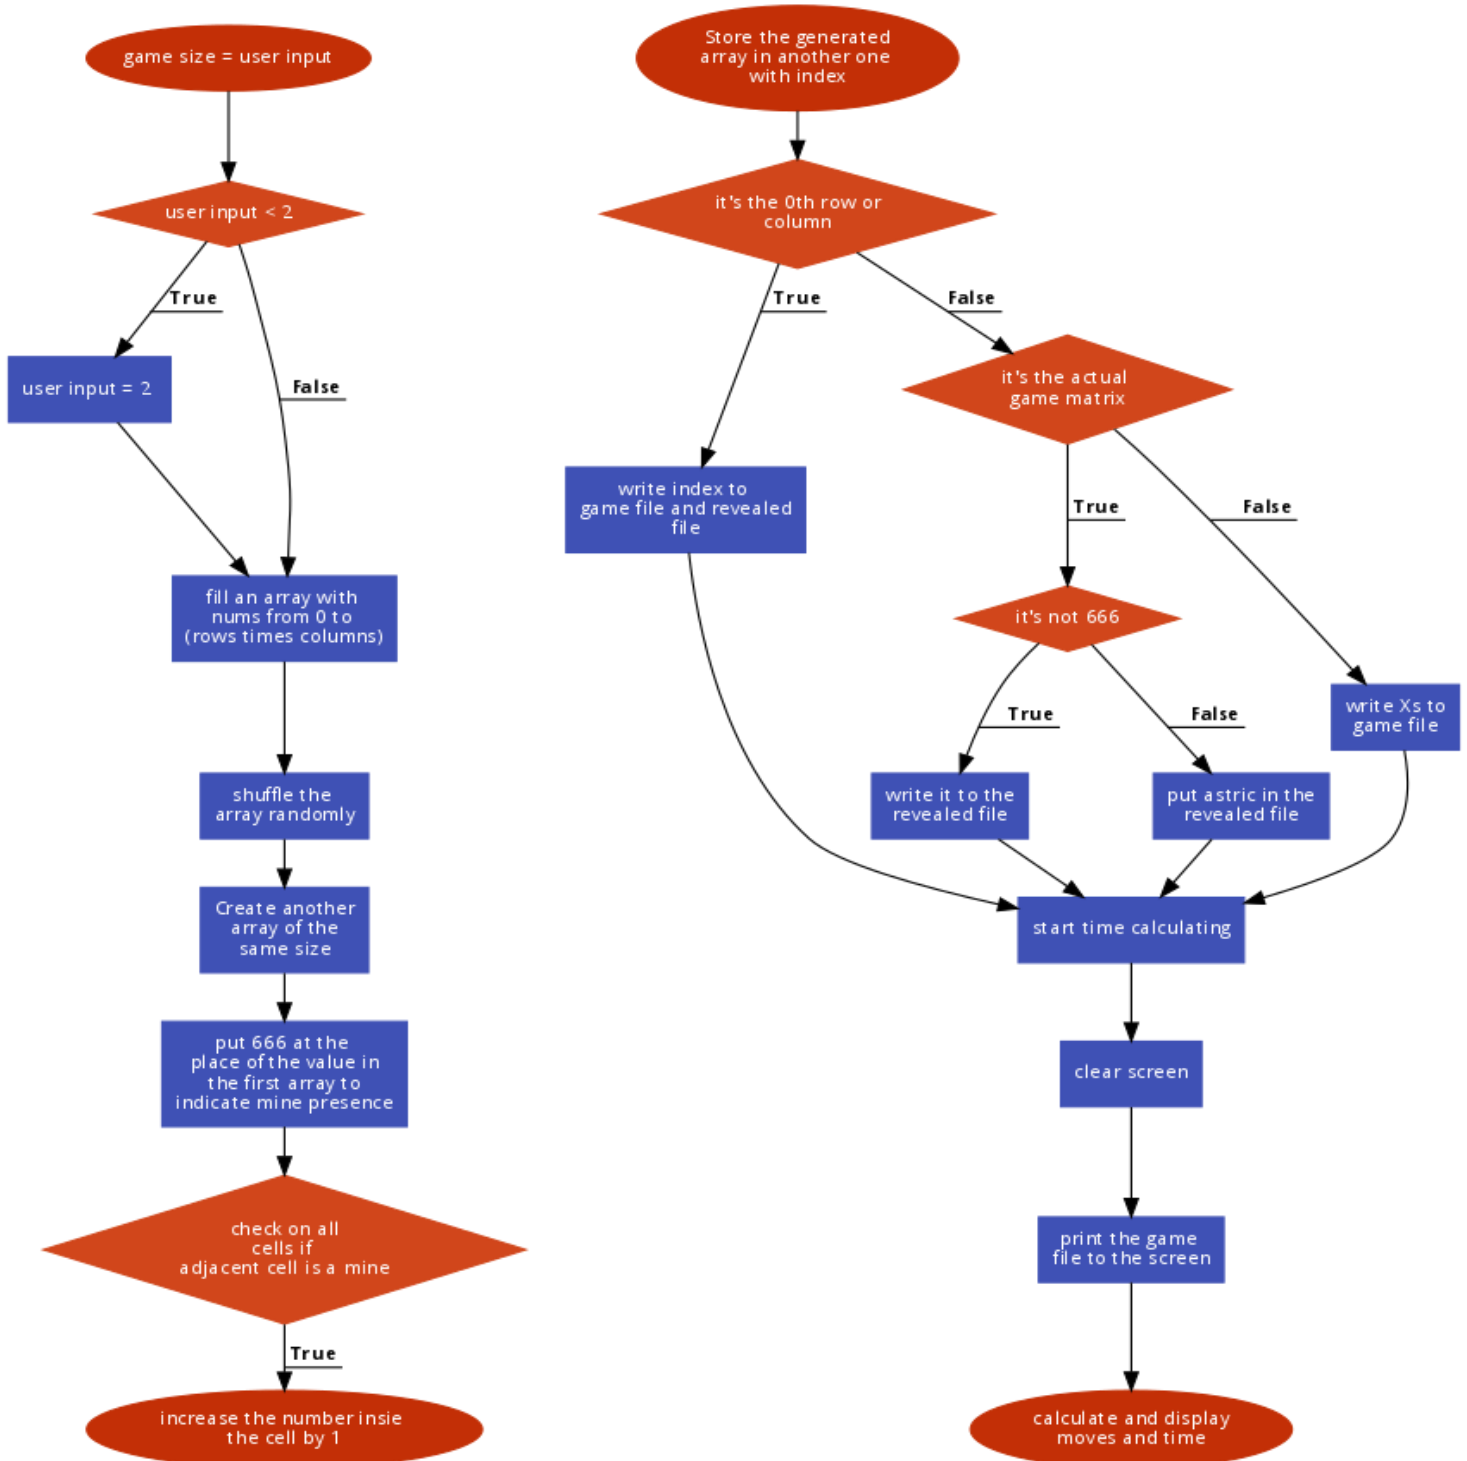 game size = user input
user input < 2
True
False
user input = 2
fill an array with
nums from 0 to
(rows times columns)
shuffle the
array randomly
Create another
array of the
same size
put 666 at the
place of the value in
the first array to
indicate mine presence
check on all
cells if
adjacent cell is a mine
True
increase the number insie
the cell by 1
Store the generated
array in another one
with index
it's the 0th row or
column
True
False
it's the actual
game matrix
write index to
game file and revealed
file
True
False
it's not 666
True
False
write Xs to
game file
write it to the
revealed file
put astric in the
revealed file
start time calculating
clear screen
print the game
file to the screen
calculate and display
moves and time